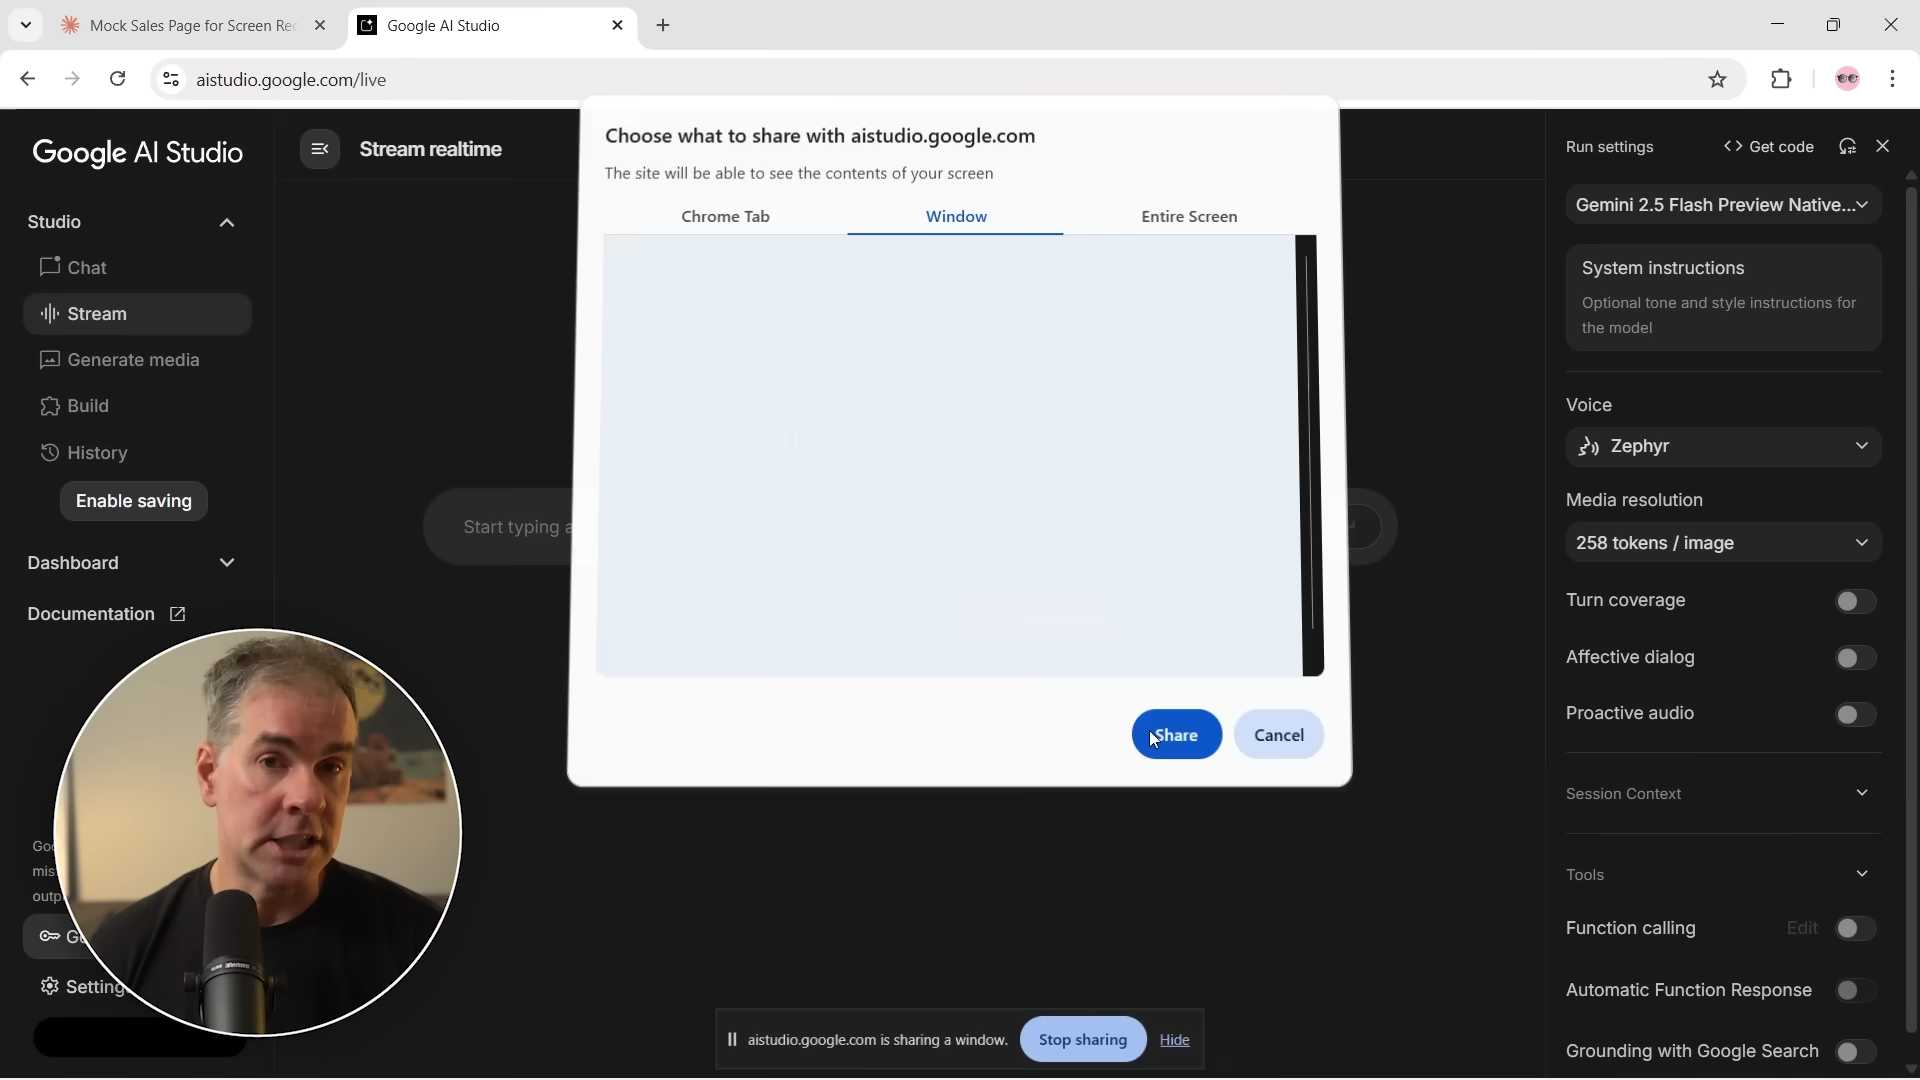 Mock Sales Page for Screen Rec
Google AI Studio
aistudio.google.com/live
Google AI Studio
Stream realtime
Studio
Chat
Stream
Generate media
Build
History
Enable saving
Dashboard
Documentation
Settings
Choose what to share with aistudio.google.com
The site will be able to see the contents of your screen
Chrome Tab
Window
Entire Screen
Start typing a
Share
Cancel
aistudio.google.com is sharing a window.
Stop sharing
Hide
Run settings
Get code
Gemini 2.5 Flash Preview Native...
System instructions
Optional tone and style instructions for
the model
Voice
Zephyr
Media resolution
258 tokens / image
Turn coverage
Affective dialog
Proactive audio
Session Context
Tools
Function calling
Edit
Automatic Function Response
Grounding with Google Search